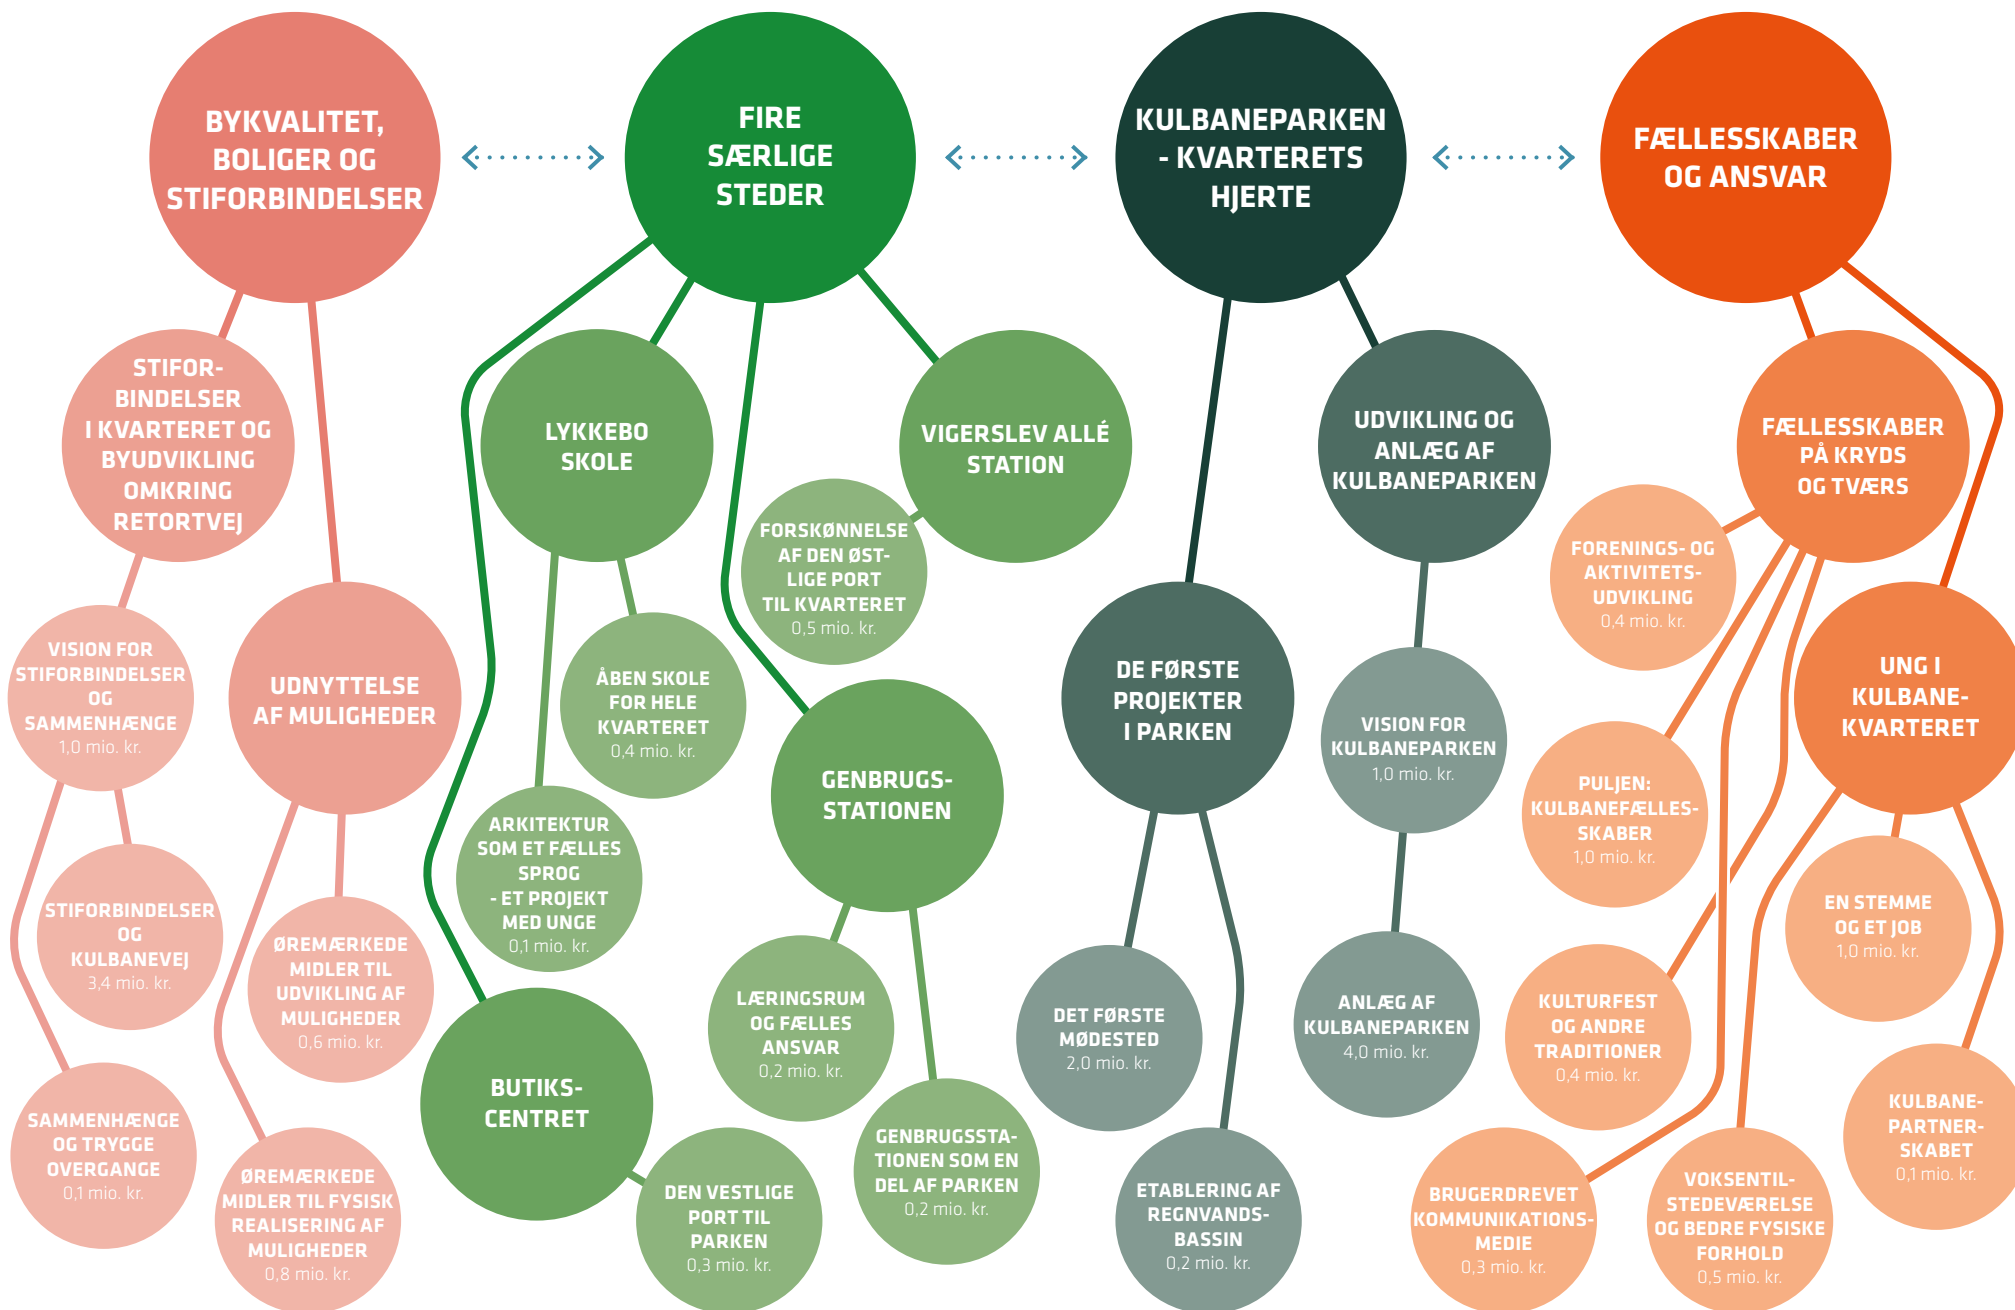 BYKVALITET,
BOLIGER OG
STIFORBINDELSER
FIRE
SÆRLIGE
STEDER
KULBANEPARKEN
- KVARTERETS
HJERTE
FÆLLESSKABER
OG ANSVAR
STIFOR-
BINDELSER
I KVARTERET OG
BYUDVIKLING
OMKRING
RETORTVEJ
VISION FOR
STIFORBINDELSER
OG
SAMMENHÆNGE
1,0 mio. kr.
STIFORBINDELSER
OG
KULBANEVEJ
3,4 mio. kr.
SAMMENHÆNGE
OG TRYGGE
OVERGANGE
0,1 mio. kr.
UDNYTTELSE
AF MULIGHEDER
ØREMÆRKEDE
MIDLER TIL
UDVIKLING AF
MULIGHEDER
0,6 mio. kr.
ØREMÆRKEDE
MIDLER TIL FYSISK
REALISERING AF
MULIGHEDER
0,8 mio. kr.
LYKKEBO
SKOLE
ÅBEN SKOLE
FOR HELE
KVARTERET
0,4 mio. kr.
ARKITEKTUR
SOM ET FÆLLES
SPROG
- ET PROJEKT
MED UNGE
0,1 mio. kr.
BUTIKS-
CENTRET
DEN VESTLIGE
PORT TIL
PARKEN
0,3 mio. kr.
VIGERSLEV ALLÉ
STATION
FORSKØNNELSE
AF DEN ØST-
LIGE PORT
TIL KVARTERET
0,5 mio. kr.
GENBRUGS-
STATIONEN
LÆRINGSRUM
OG FÆLLES
ANSVAR
0,2 mio. kr.
GENBRUGSSTA-
TIONEN SOM EN
DEL AF PARKEN
0,2 mio. kr.
DE FØRSTE
PROJEKTER
I PARKEN
DET FØRSTE
MØDESTED
2,0 mio. kr.
ETABLERING AF
REGNVANDS-
BASSIN
0,2 mio. kr.
UDVIKLING OG
ANLÆG AF
KULBANEPARKEN
VISION FOR
KULBANEPARKEN
1,0 mio. kr.
ANLÆG AF
KULBANEPARKEN
4,0 mio. kr.
FÆLLESSKABER
PÅ KRYDS
OG TVÆRS
FORENINGS- OG
AKTIVITETS-
UDVIKLING
0,4 mio. kr.
PULJEN:
KULBANEFÆLLES-
SKABER
1,0 mio. kr.
KULTURFEST
OG ANDRE
TRADITIONER
0,4 mio. kr.
BRUGERDREVET
KOMMUNIKATIONS-
MEDIE
0,3 mio. kr.
UNG I
KULBANE-
KVARTERET
EN STEMME
OG ET JOB
1,0 mio. kr.
KULBANE-
PARTNER-
SKABET
0,1 mio. kr.
VOKSENTIL-
STEDEVÆRELSE
OG BEDRE FYSISKE
FORHOLD
0,5 mio. kr.